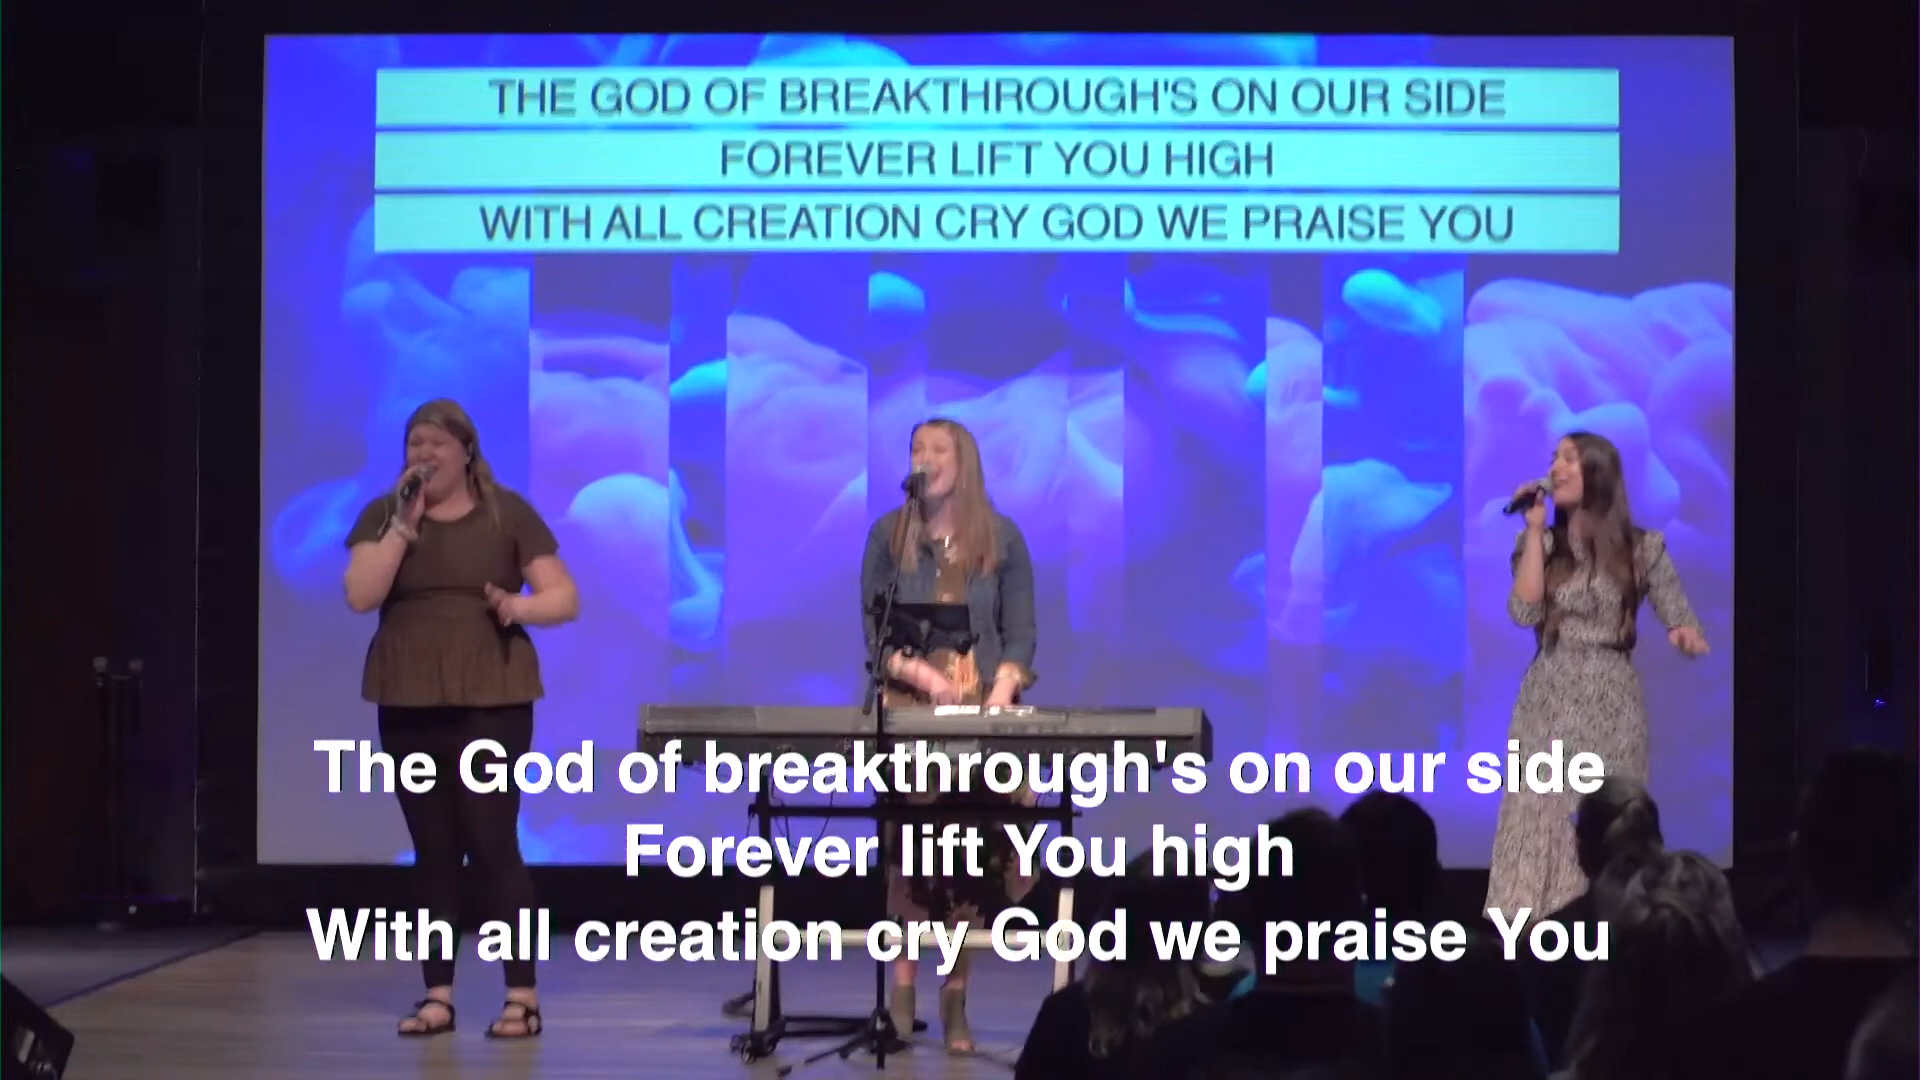 THE GOD OF BREAKTHROUGH'S ON OUR SIDE
FOREVER LIFT YOU HIGH
WITH ALL CREATION CRY GOD WE PRAISE YOU
The God of breakthrough's on our side
Forever lift You high
With all creation cry God we praise You